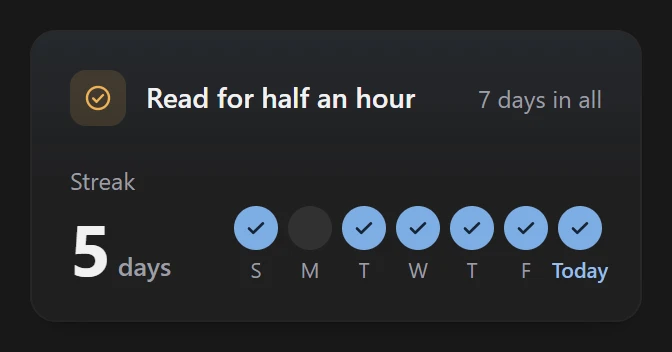 Read for half an hour
7 days in all
Streak
5 days
S M T W T F Today